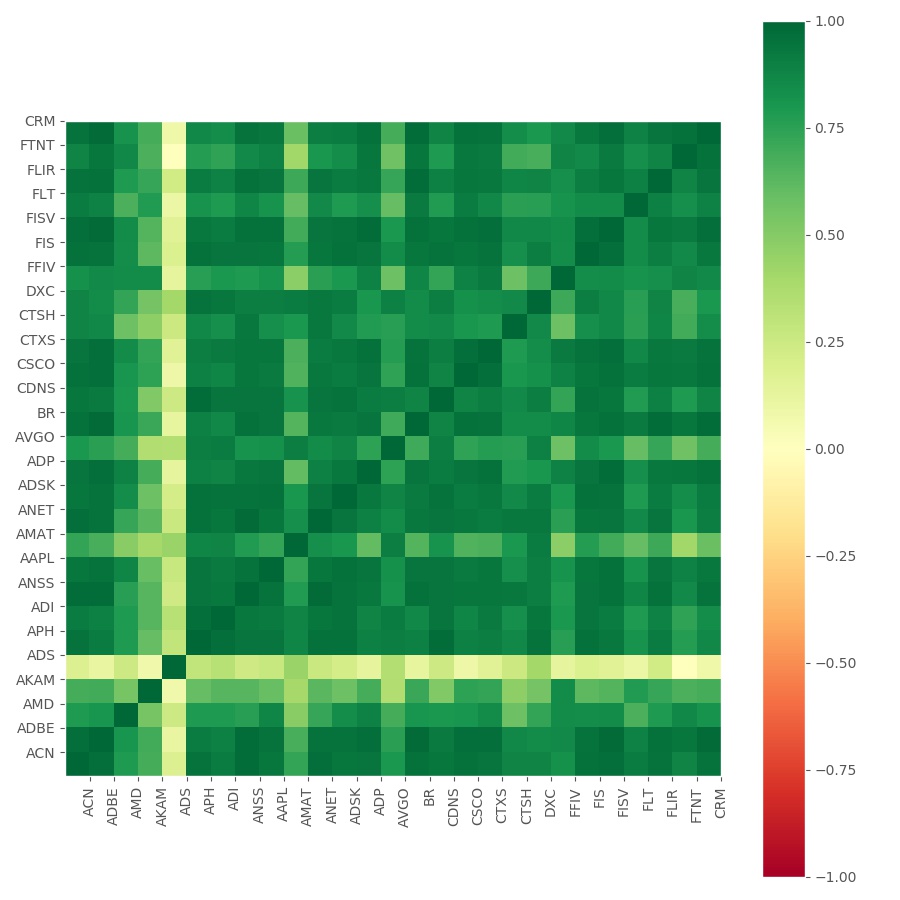 CRM
FTNT
FLIR
FLT
FISV
FIS
FFIV
DXC
CTSH
CTXS
CSCO
CDNS
BR
AVGO
ADP
ADSK
ANET
AMAT
AAPL
ANSS
ADI
APH
ADS
AKAM
AMD
ADBE
ACN
ACN ADBE AMD AKAM ADS APH ADI ANSS AAPL AMAT ANET ADSK ADP AVGO BR CDNS CSCO CTXS CTSH DXC FFIV FIS FISV FLT FLIR FTNT CRM
1.00
0.75
0.50
0.25
0.00
−0.25
−0.50
−0.75
−1.00